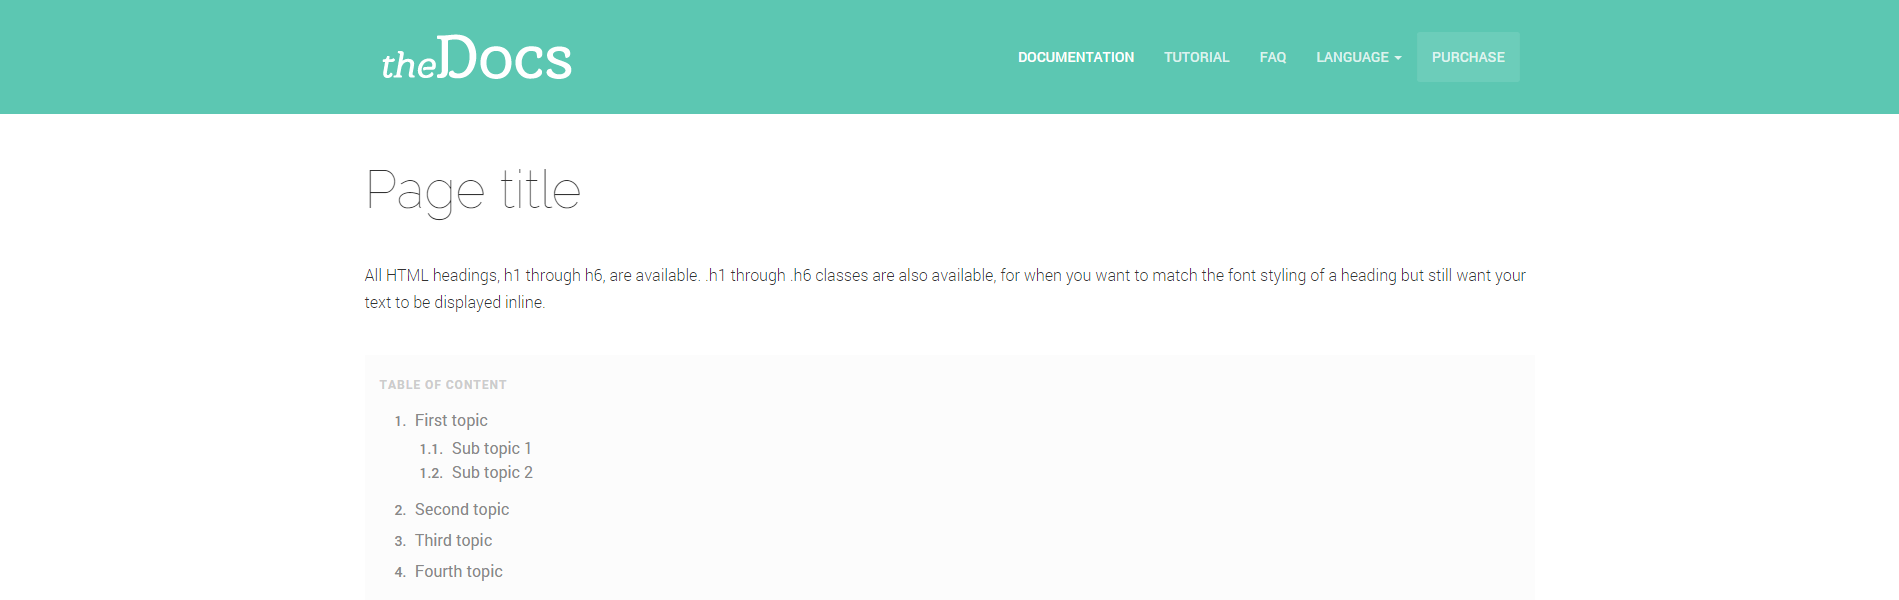 theDocs
DOCUMENTATION TUTORIAL FAQ LANGUAGE PURCHASE
Page title
All HTML headings, h1 through h6, are available. .h1 through .h6 classes are also available, for when you want to match the font styling of a heading but still want your
text to be displayed inline.
TABLE OF CONTENT
1. First topic
1.1. Sub topic 1
1.2. Sub topic 2
2. Second topic
3. Third topic
4. Fourth topic